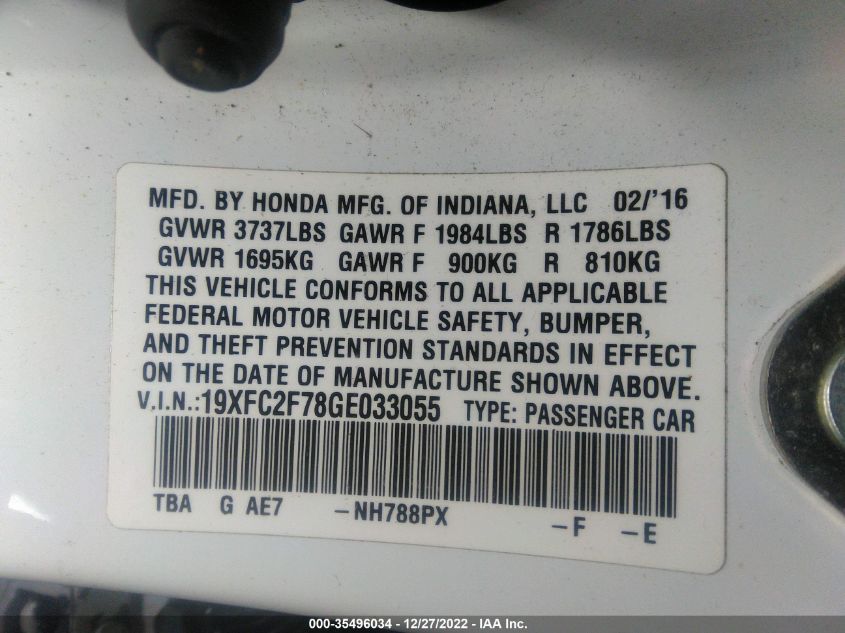 MFD. BY HONDA MFG. OF INDIANA, LLC 02/'16
GVWR 3737LBS GAWR F 1984LBS R 1786LBS
GVWR 1695KG GAWR F 900KG R 810KG
THIS VEHICLE CONFORMS TO ALL APPLICABLE
FEDERAL MOTOR VEHICLE SAFETY, BUMPER,
AND THEFT PREVENTION STANDARDS IN EFFECT
ON THE DATE OF MANUFACTURE SHOWN ABOVE.
V.I.N.:19XFC2F78GE033055 TYPE: PASSENGER CAR
TBA G AE7 –NH788PX –F –E
000-35496034 - 12/27/2022 - IAA Inc.